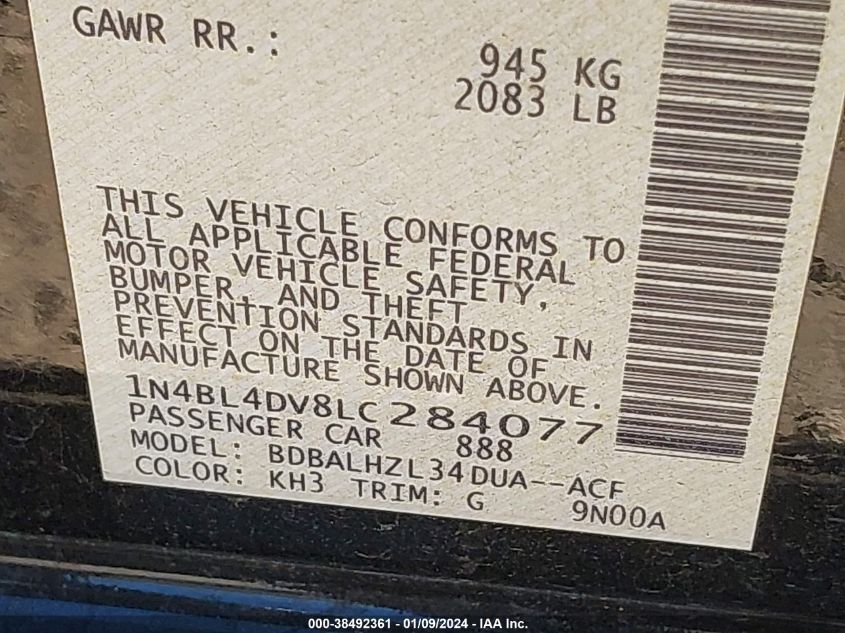 GAWR RR.:
945 KG
2083 LB
THIS VEHICLE CONFORMS TO
ALL APPLICABLE FEDERAL
MOTOR VEHICLE SAFETY,
BUMPER, AND THEFT
PREVENTION STANDARDS IN
EFFECT ON THE DATE OF
MANUFACTURE SHOWN ABOVE.
1N4BL4DV8LC284077
PASSENGER CAR 888
MODEL: BDBALHZL34DUA--ACF
COLOR: KH3 TRIM: G 9N00A
000-38492361 - 01/09/2024 - IAA Inc.